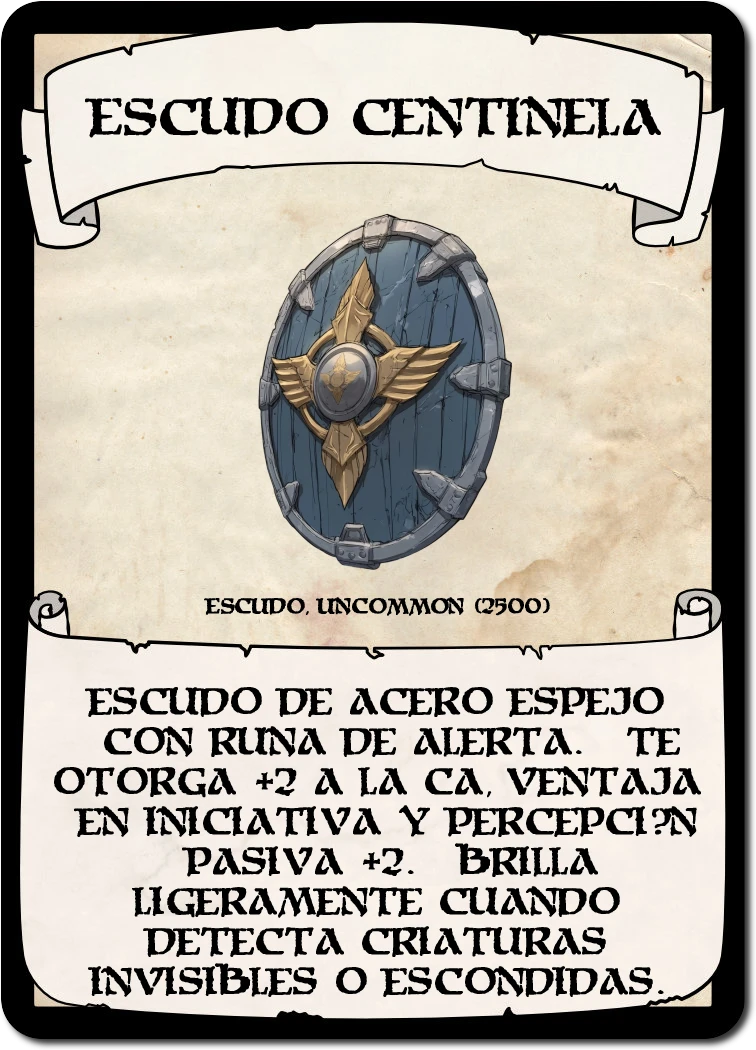 ESCUDO CENTINELA
ESCUDO, UNCOMMON (2500)
ESCUDO DE ACERO ESPEJO
CON RUNA DE ALERTA. TE
OTORGA +2 A LA CA, VENTAJA
EN INICIATIVA Y PERCEPCI?N
PASIVA +2. BRILLA
LIGERAMENTE CUANDO
DETECTA CRIATURAS
INVISIBLES O ESCONDIDAS.